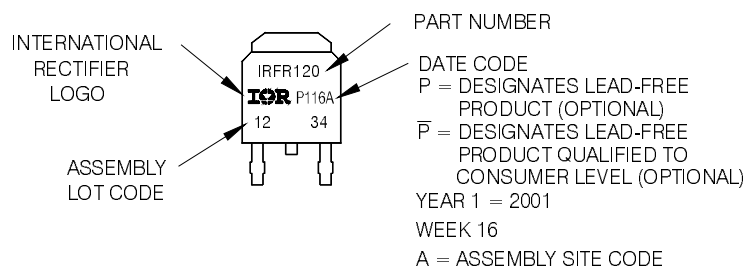 PART NUMBER
INTERNATIONAL
RECTIFIER
LOGO
IRFR120
IOR P116A
12 34
ASSEMBLY
LOT CODE
DATE CODE
P = DESIGNATES LEAD-FREE
PRODUCT (OPTIONAL)
P̅ = DESIGNATES LEAD-FREE
PRODUCT QUALIFIED TO
CONSUMER LEVEL (OPTIONAL)
YEAR 1 = 2001
WEEK 16
A = ASSEMBLY SITE CODE